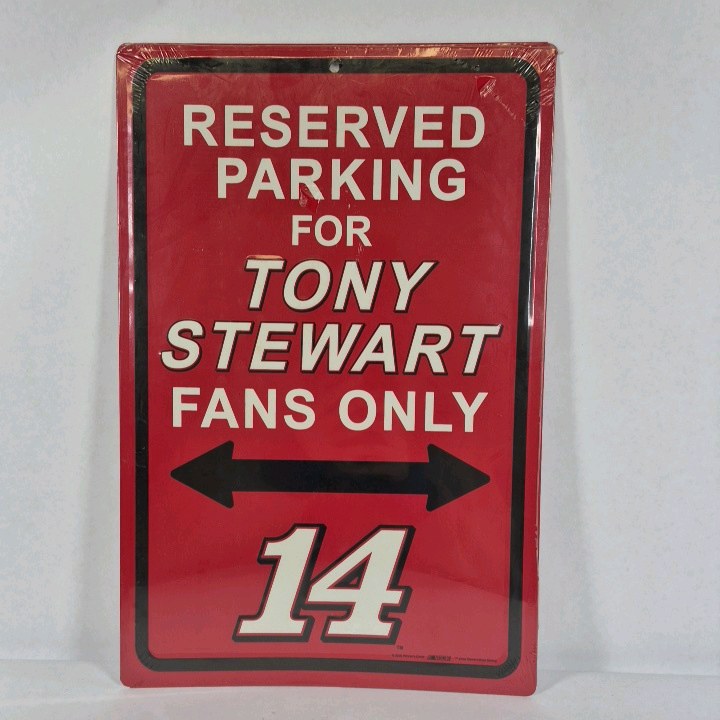 RESERVED
PARKING
FOR
TONY
STEWART
FANS ONLY
14